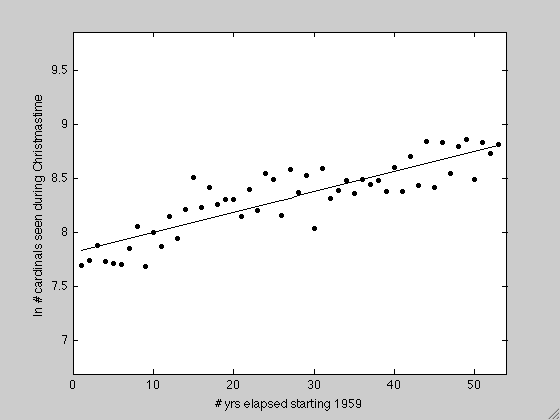 9.5
9
8.5
8
7.5
7
0 10 20 30 40 50
ln # cardinals seen during Christmastime
# yrs elapsed starting 1959